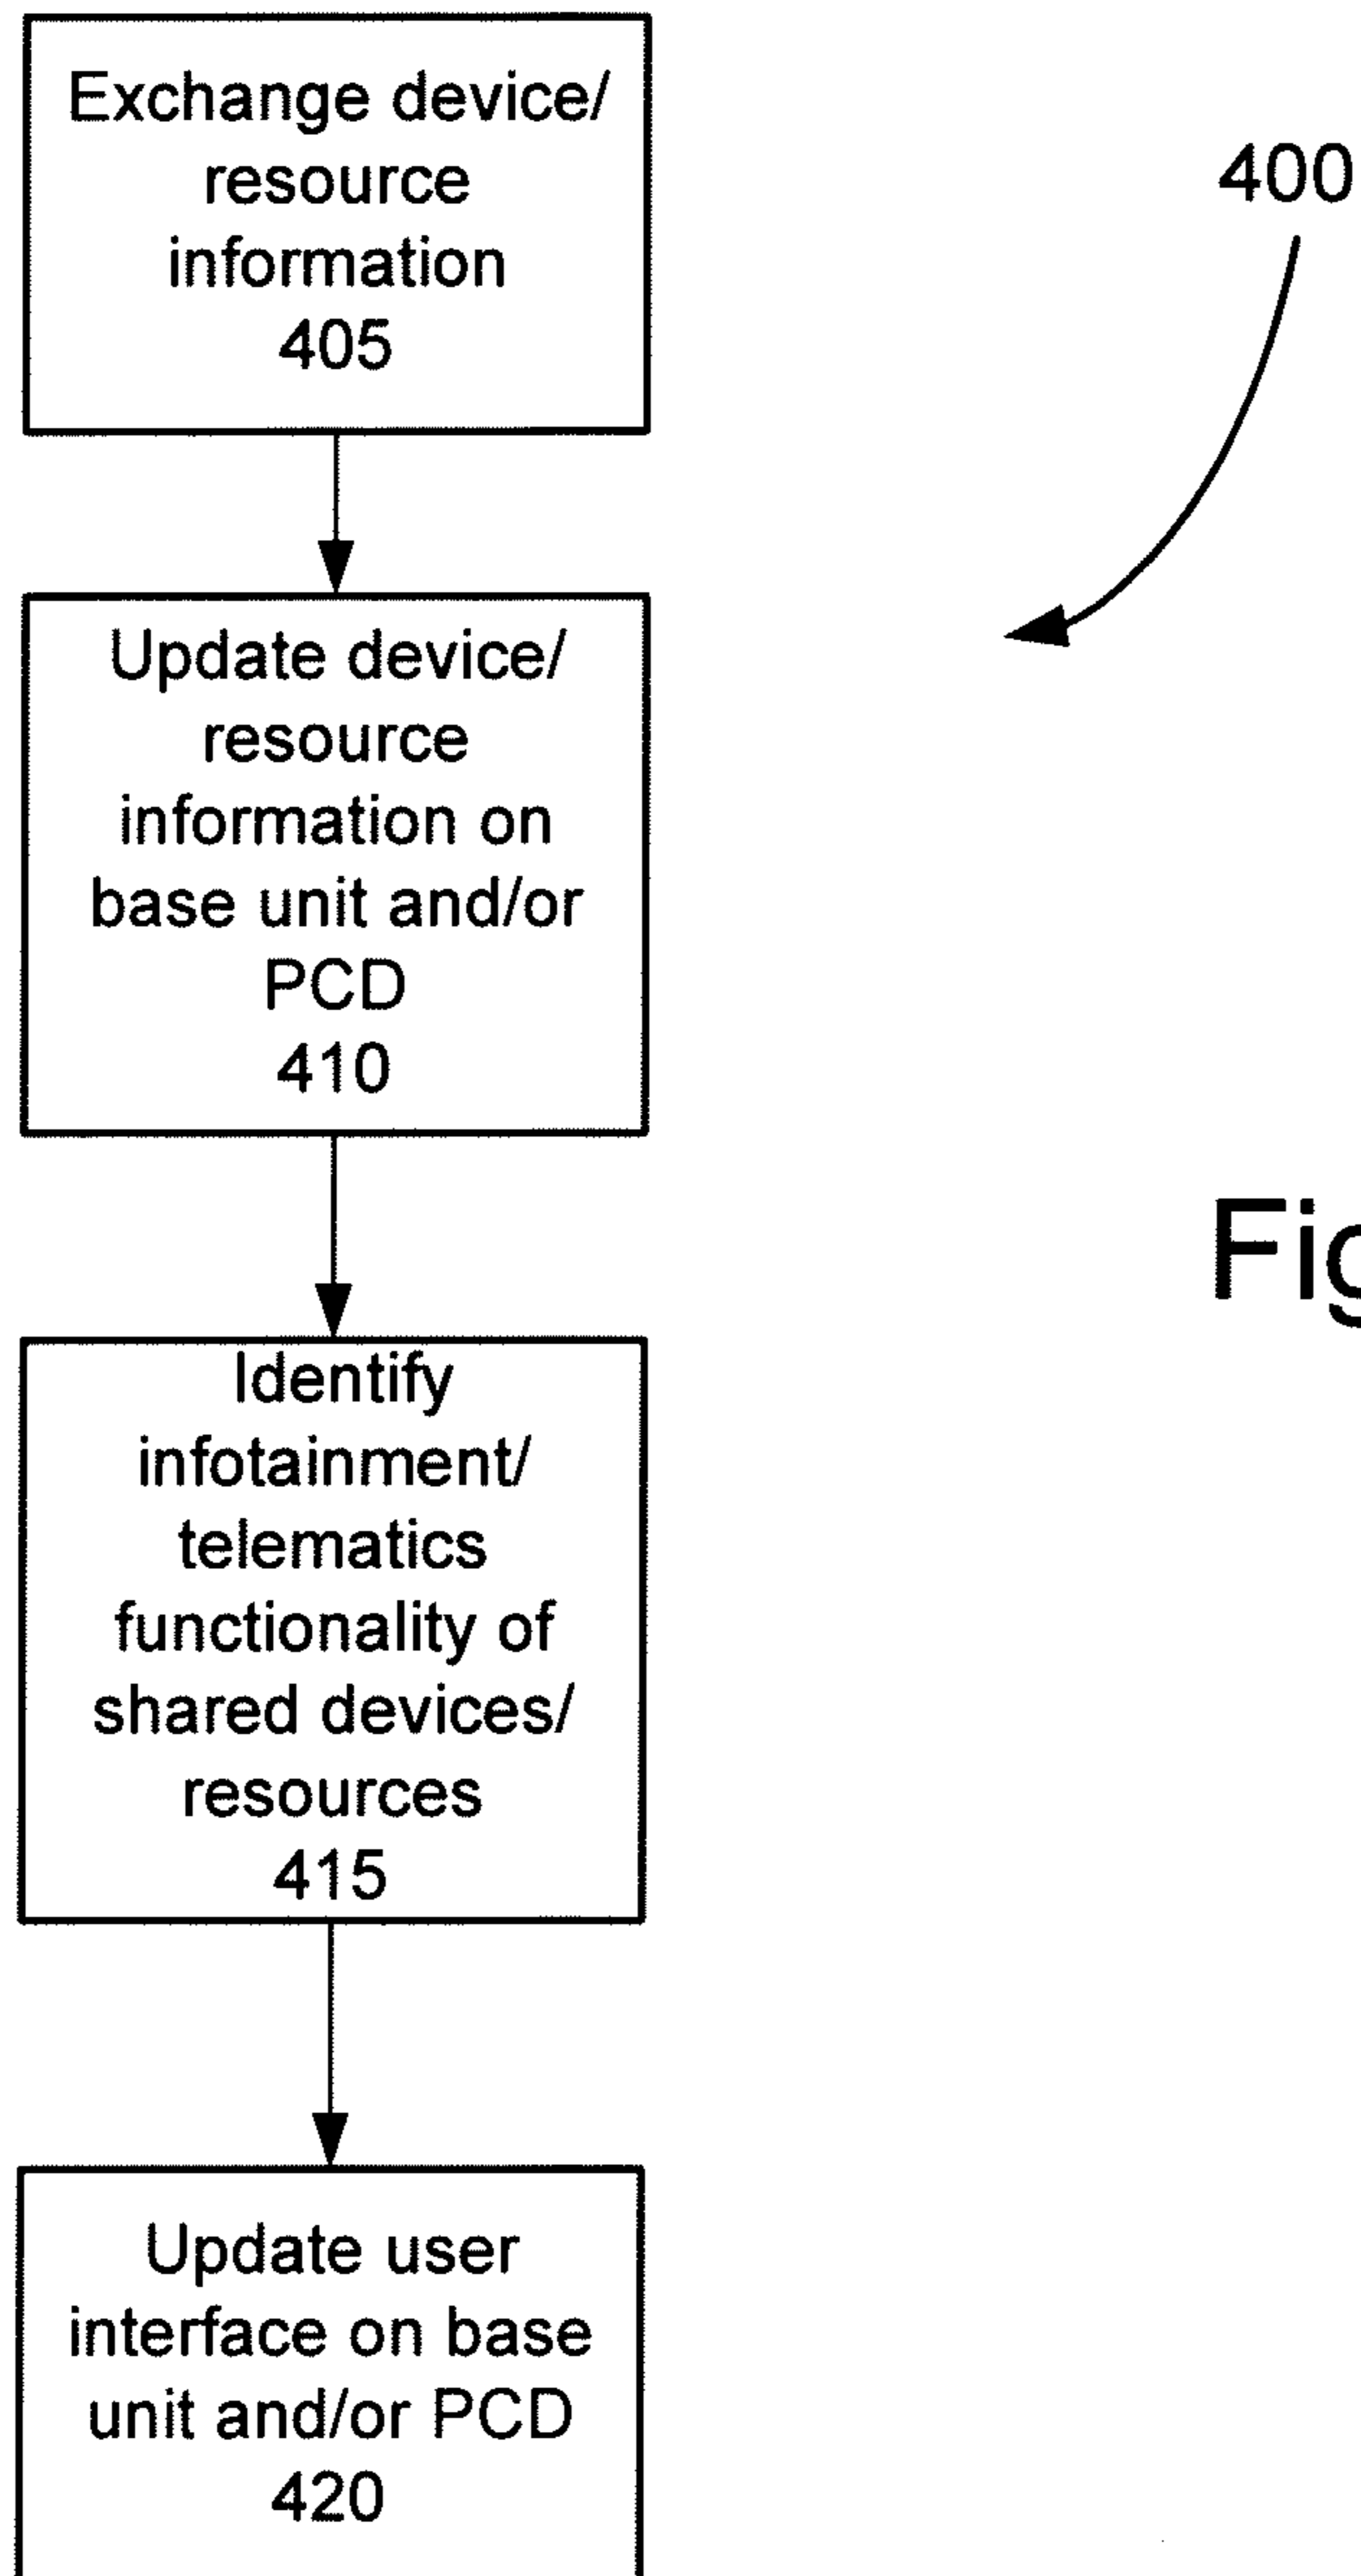 Exchange device/
resource
information
405
400
Update device/
resource
information on
base unit and/or
PCD
410
Identify
infotainment/
telematics
functionality of
shared devices/
resources
415
Update user
interface on base
unit and/or PCD
420